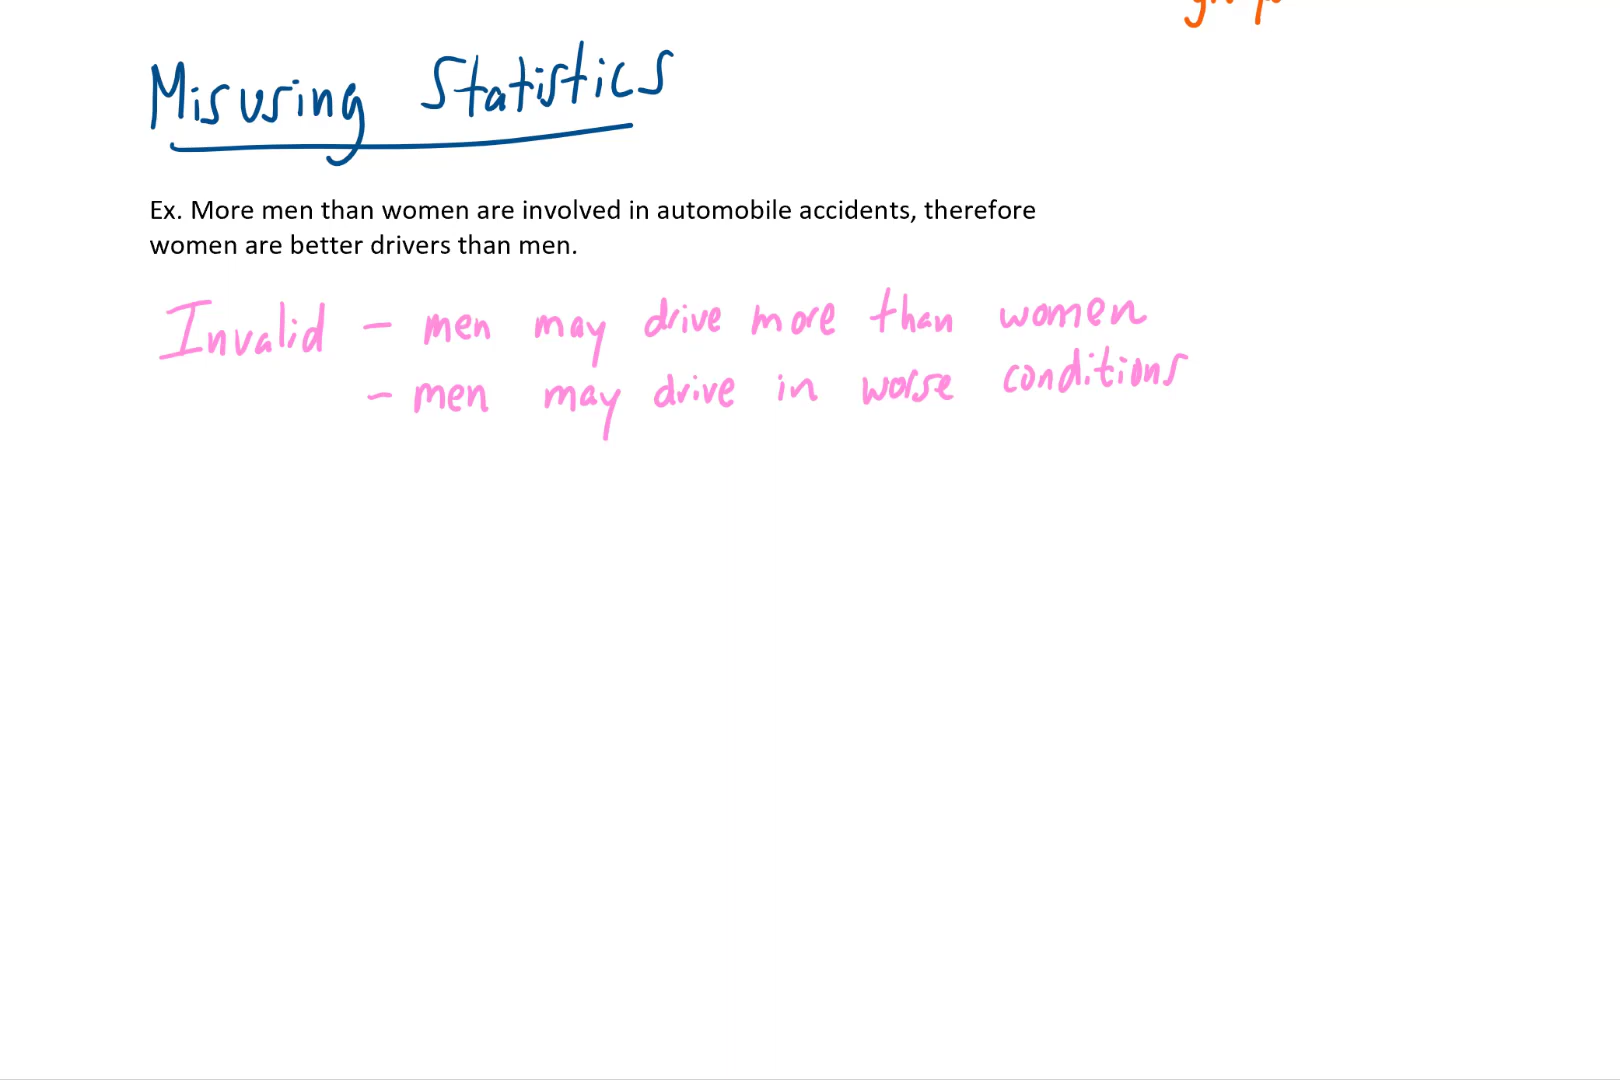 Misusing Statistics
Ex. More men than women are involved in automobile accidents, therefore
women are better drivers than men.
Invalid - men may drive more than women
- men may drive in worse conditions